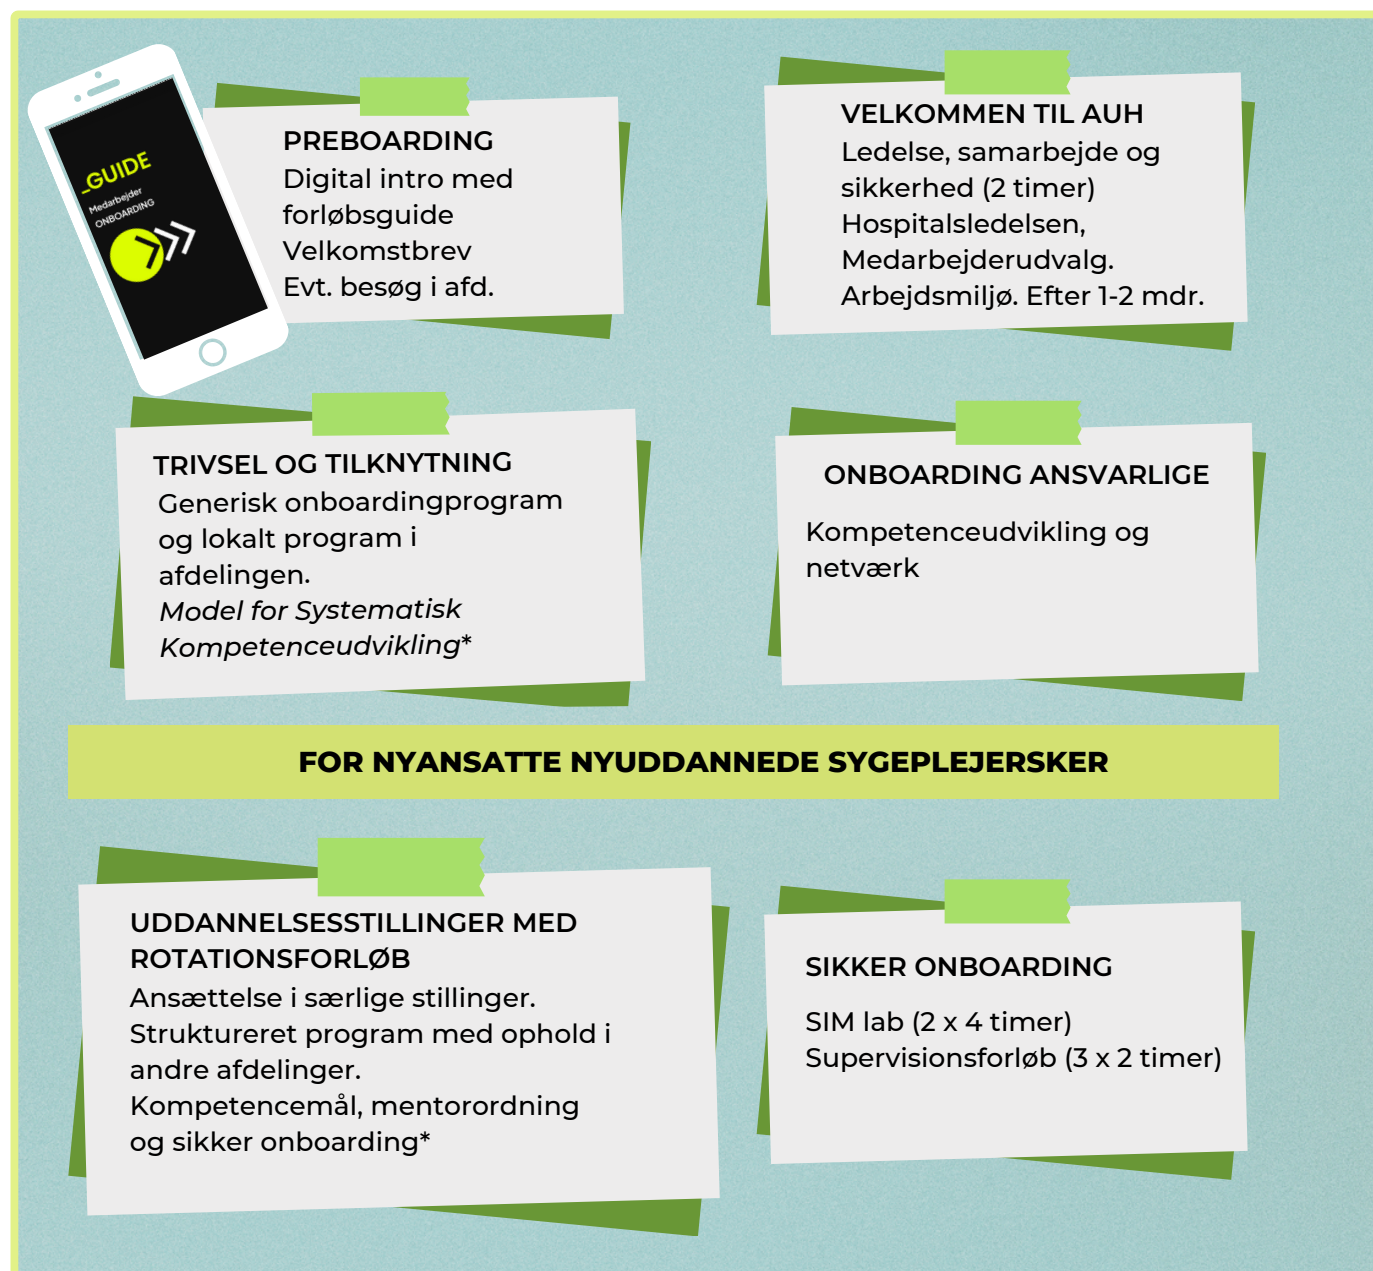 _GUIDE
Medarbejder
ONBOARDING
PREBOARDING
Digital intro med
forløbsguide
Velkomstbrev
Evt. besøg i afd.
VELKOMMEN TIL AUH
Ledelse, samarbejde og
sikkerhed (2 timer)
Hospitalsledelsen,
Medarbejderudvalg.
Arbejdsmiljø. Efter 1-2 mdr.
TRIVSEL OG TILKNYTNING
Generisk onboardingprogram
og lokalt program i
afdelingen.
Model for Systematisk
Kompetenceudvikling*
ONBOARDING ANSVARLIGE
Kompetenceudvikling og
netværk
FOR NYANSATTE NYUDDANNEDE SYGEPLEJERSKER
UDDANNELSESSTILLINGER MED
ROTATIONSFORLØB
Ansættelse i særlige stillinger.
Struktureret program med ophold i
andre afdelinger.
Kompetencemål, mentorordning
og sikker onboarding*
SIKKER ONBOARDING
SIM lab (2 x 4 timer)
Supervisionsforløb (3 x 2 timer)